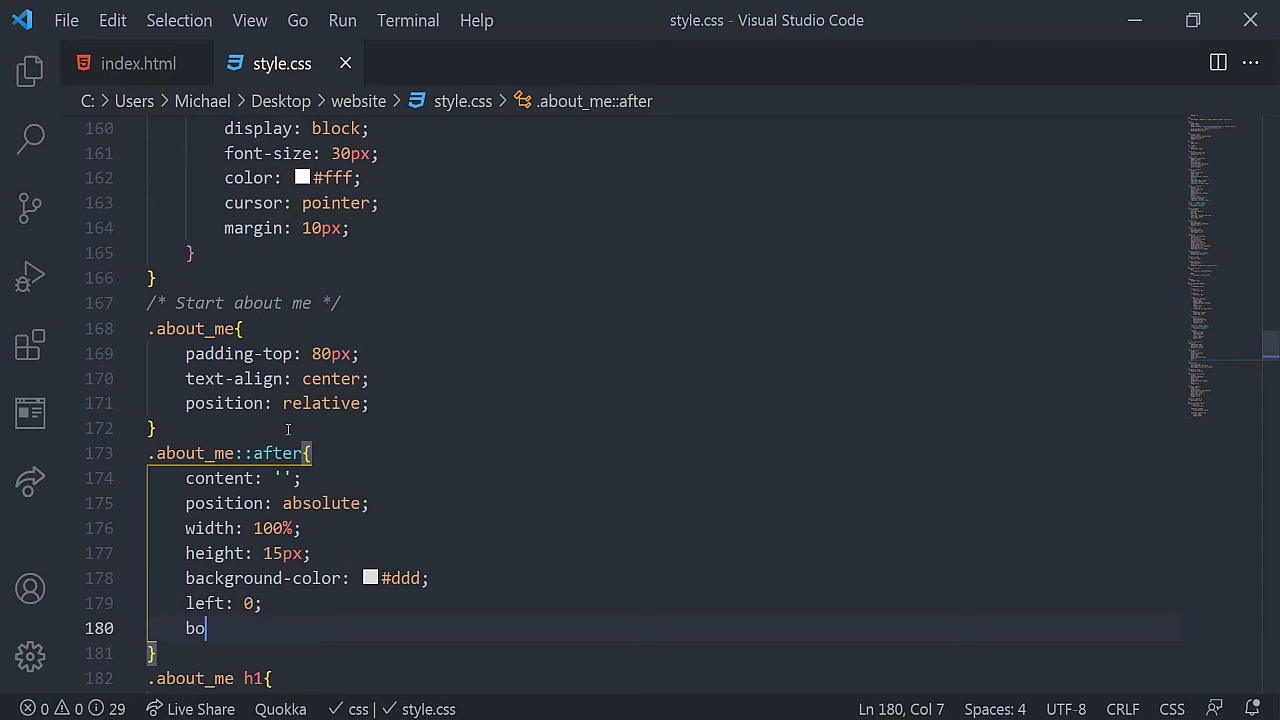 File Edit Selection View Go Run Terminal Help style.css - Visual Studio Code
index.html style.css
C: > Users > Michael > Desktop > website > style.css > .about_me::after
160 display: block;
161 font-size: 30px;
162 color: #fff;
163 cursor: pointer;
164 margin: 10px;
165 }
166 }
167 /* Start about me */
168 .about_me{
169 padding-top: 80px;
170 text-align: center;
171 position: relative;
172 }
173 .about_me::after{
174 content: '';
175 position: absolute;
176 width: 100%;
177 height: 15px;
178 background-color: #ddd;
179 left: 0;
180 bo
181 }
182 .about_me h1{
0 0 29 Live Share Quokka ✓ css | ✓ style.css Ln 180, Col 7 Spaces: 4 UTF-8 CRLF CSS